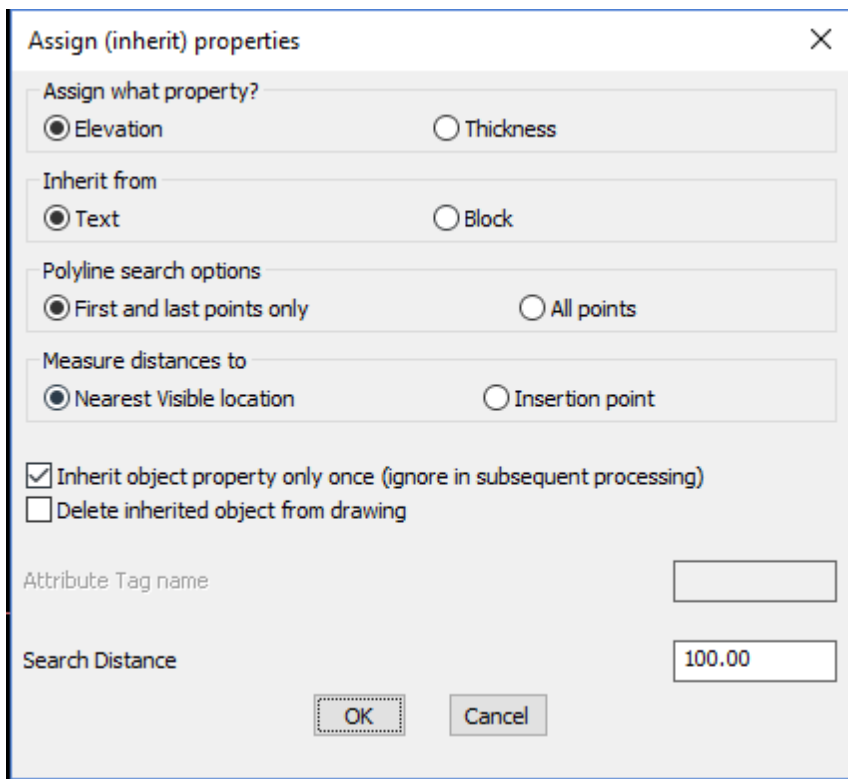 Assign (inherit) properties
Assign what property?
Elevation Thickness
Inherit from
Text Block
Polyline search options
First and last points only All points
Measure distances to
Nearest Visible location Insertion point
Inherit object property only once (ignore in subsequent processing)
Delete inherited object from drawing
Attribute Tag name
Search Distance 100.00
OK Cancel